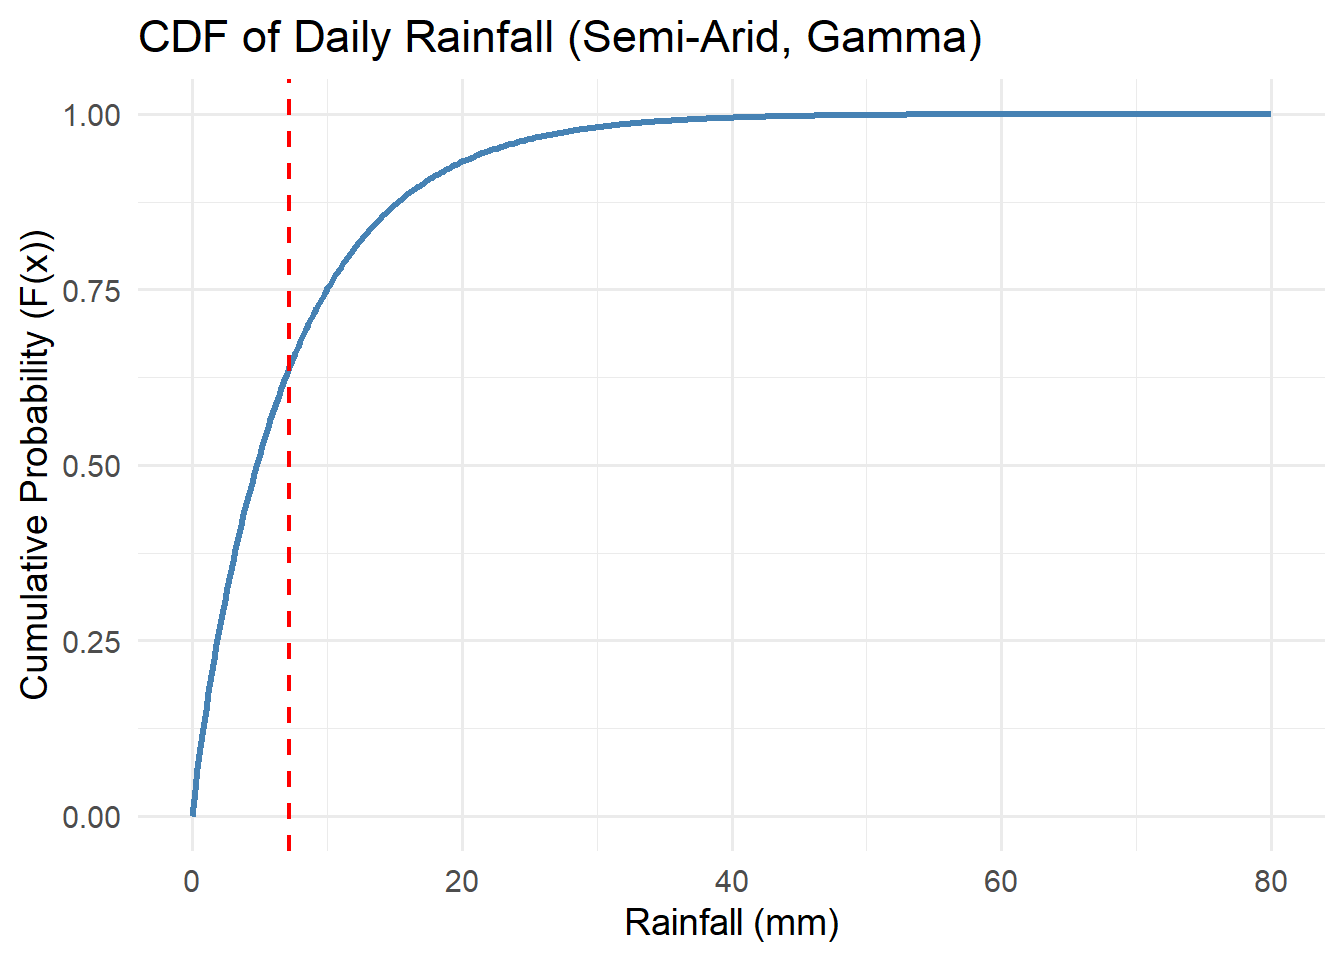 CDF of Daily Rainfall (Semi-Arid, Gamma)
Cumulative Probability (F(x))
1.00
0.75
0.50
0.25
0.00
0 20 40 60 80
Rainfall (mm)